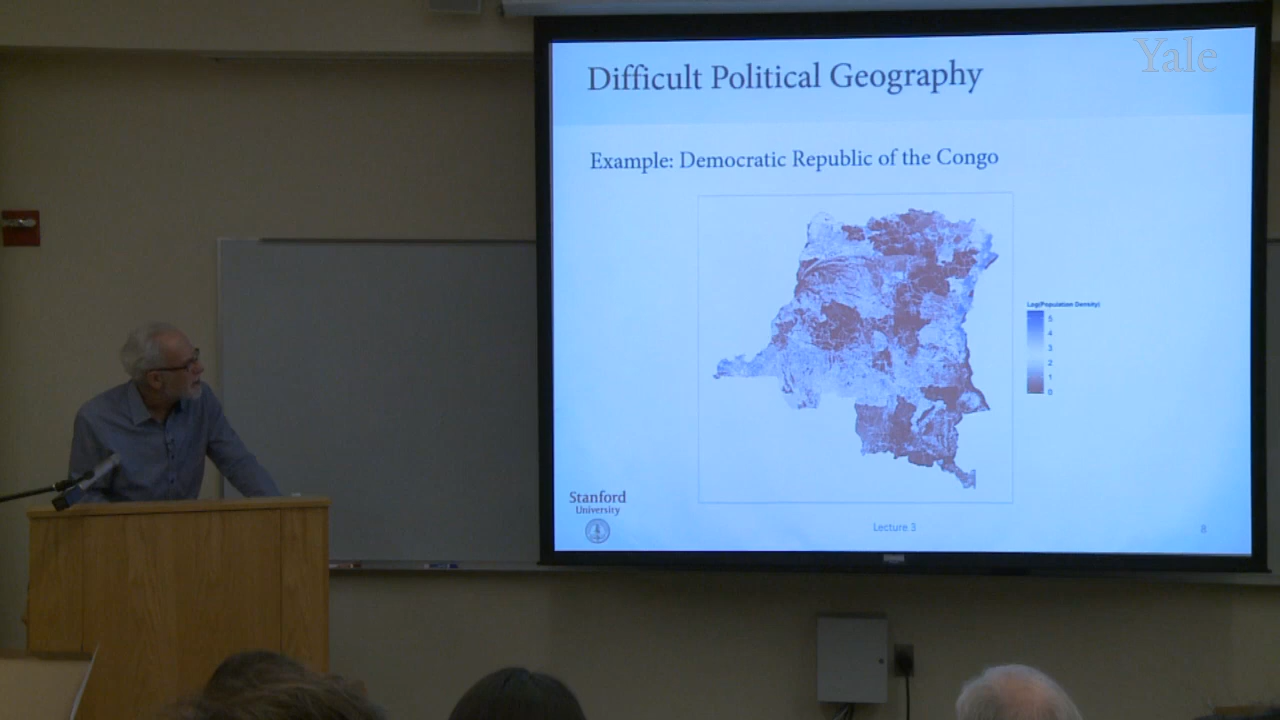 Yale
Difficult Political Geography
Example: Democratic Republic of the Congo
Log(Population Density)
5
4
3
2
1
0
Stanford
University
Lecture 3
8